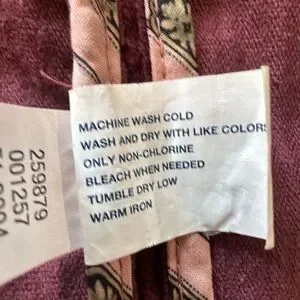 MACHINE WASH COLD
WASH AND DRY WITH LIKE COLORS
ONLY NON-CHLORINE
BLEACH WHEN NEEDED
TUMBLE DRY LOW
WARM IRON
259879
001257